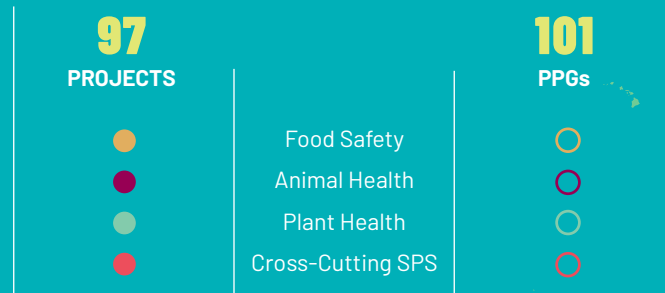 97
PROJECTS
101
PPGs
Food Safety
Animal Health
Plant Health
Cross-Cutting SPS